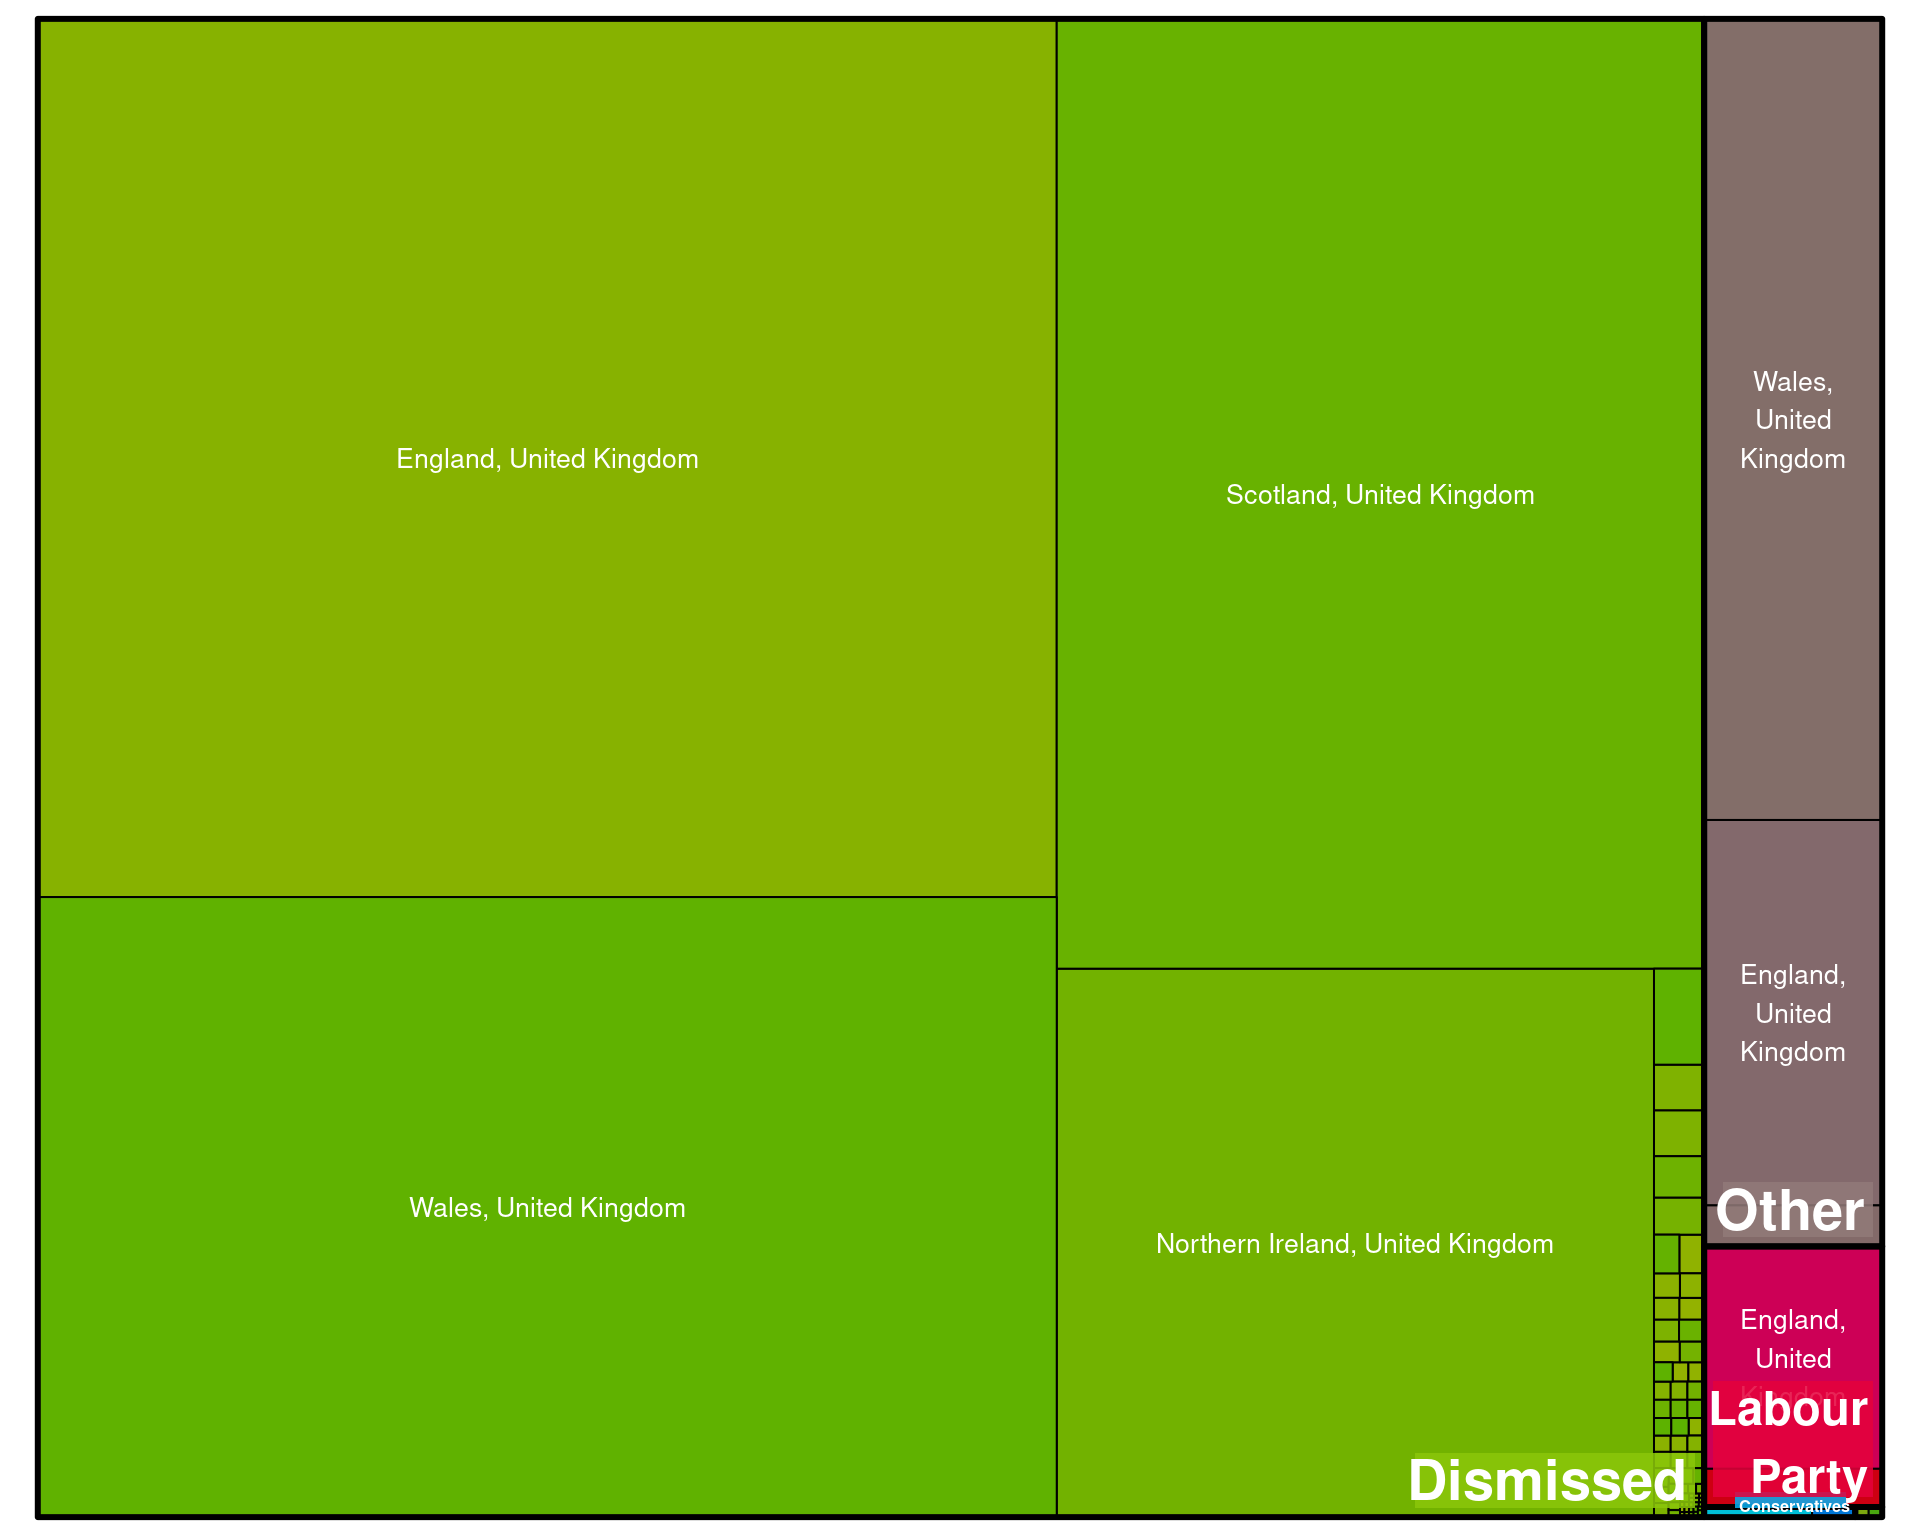 England, United Kingdom
Scotland, United Kingdom
Wales,
United
Kingdom
England,
United
Kingdom
Wales, United Kingdom
Northern Ireland, United Kingdom
Other
England,
United
Kingdom
Labour
Party
Dismissed
Conservatives